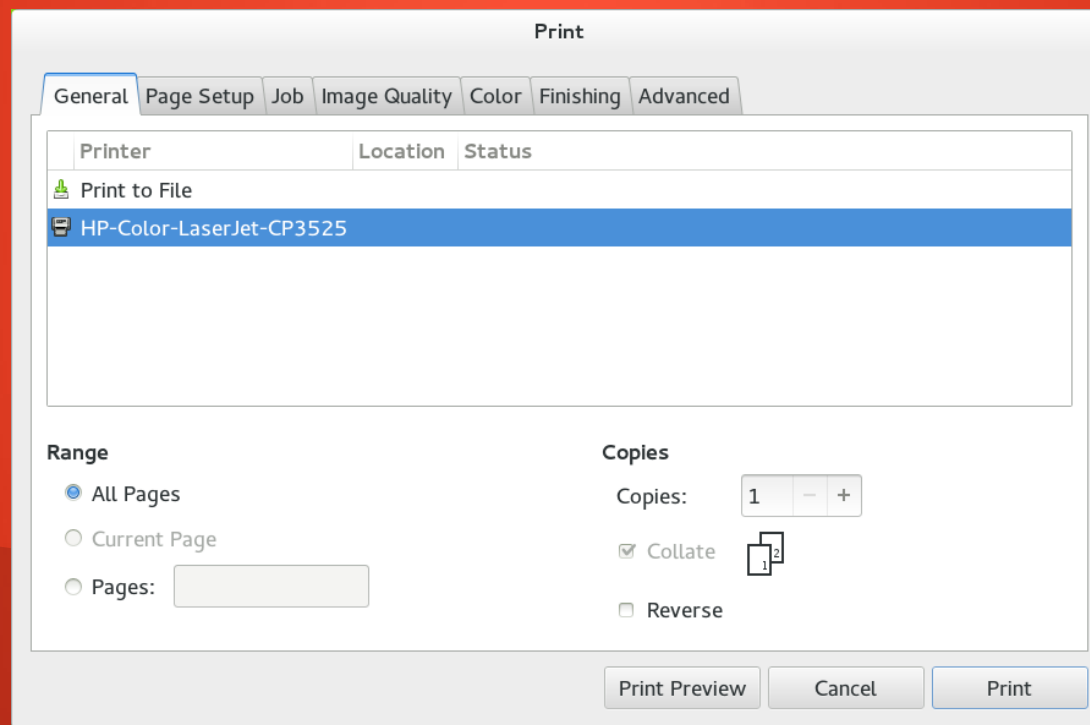 Print
General Page Setup Job Image Quality Color Finishing Advanced
Printer Location Status
Print to File
HP-Color-LaserJet-CP3525
Range
All Pages
Current Page
Pages:
Copies
Copies: 1 − +
Collate 1 2
Reverse
Print Preview Cancel Print